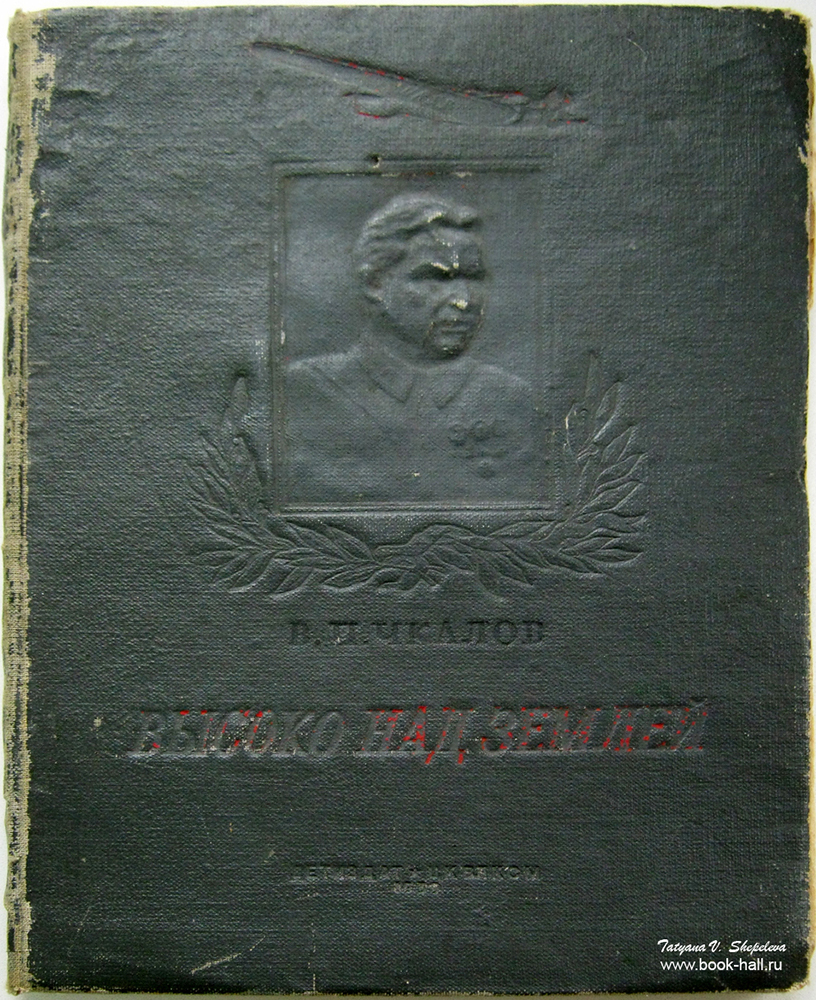 В. П. ЧКАЛОВ
ВЫСОКО НАД ЗЕМЛЕЙ
ДЕТИЗДАТ ЦК ВЛКСМ
Tatyana V. Shepeleva
www.book-hall.ru